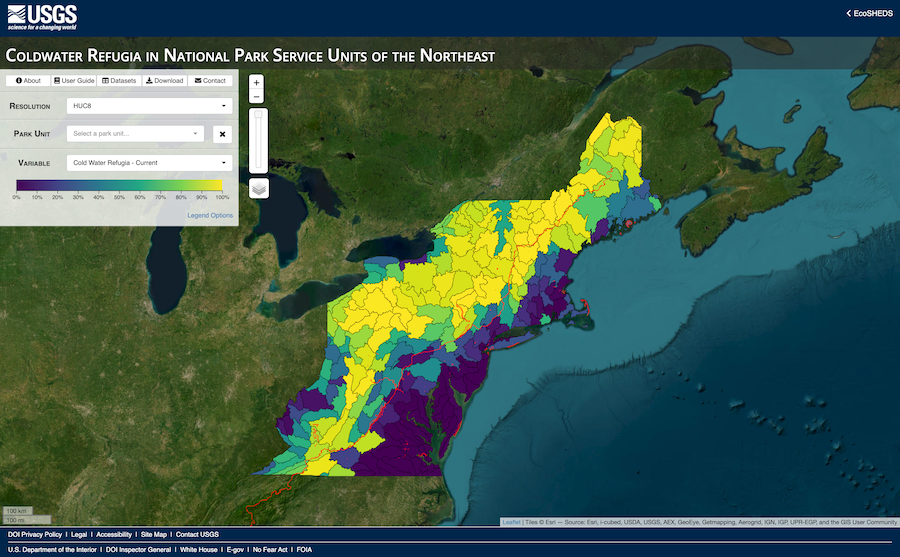 USGS
science for a changing world
EcoSHEDS
Coldwater Refugia in National Park Service Units of the Northeast
About User Guide Datasets Download Contact
+
−
Resolution HUC8
Park Unit Select a park unit...
Variable Cold Water Refugia - Current
0% 10% 20% 30% 40% 50% 60% 70% 80% 90% 100%
Legend Options
100 km
100 mi
Leaflet | Tiles © Esri — Source: Esri, i-cubed, USDA, USGS, AEX, GeoEye, Getmapping, Aerogrid, IGN, IGP, UPR-EGP, and the GIS User Community
DOI Privacy Policy | Legal | Accessibility | Site Map | Contact USGS
U.S. Department of the Interior | DOI Inspector General | White House | E-gov | No Fear Act | FOIA